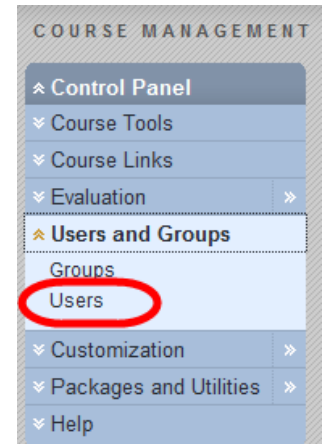 COURSE MANAGEMENT
Control Panel
Course Tools
Course Links
Evaluation
Users and Groups
Groups
Users
Customization
Packages and Utilities
Help